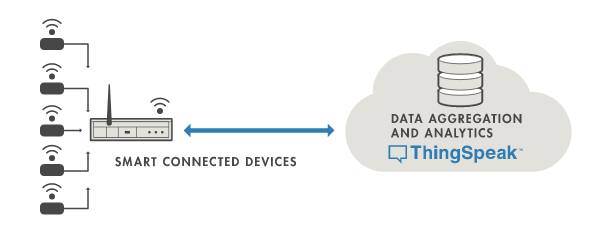 SMART CONNECTED DEVICES
DATA AGGREGATION
AND ANALYTICS
ThingSpeak™